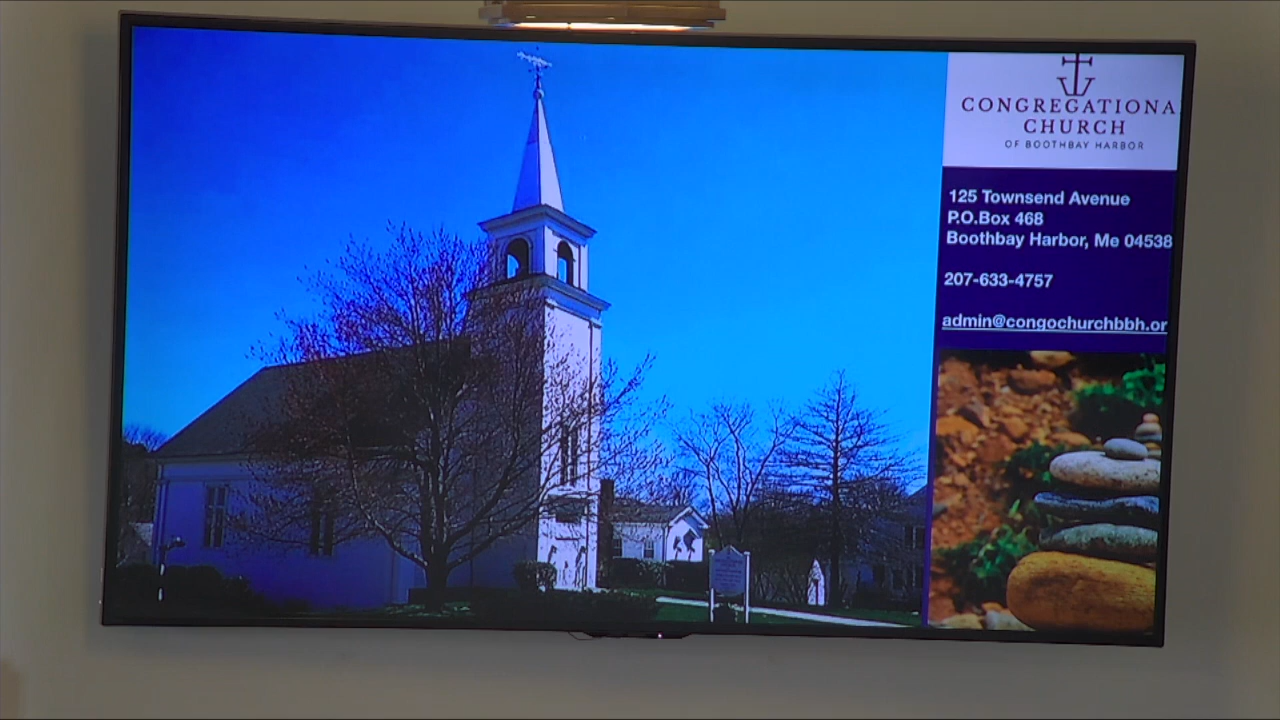 CONGREGATIONA
CHURCH
OF BOOTHBAY HARBOR
125 Townsend Avenue
P.O.Box 468
Boothbay Harbor, Me 04538
207-633-4757
admin@congochurchbbh.or